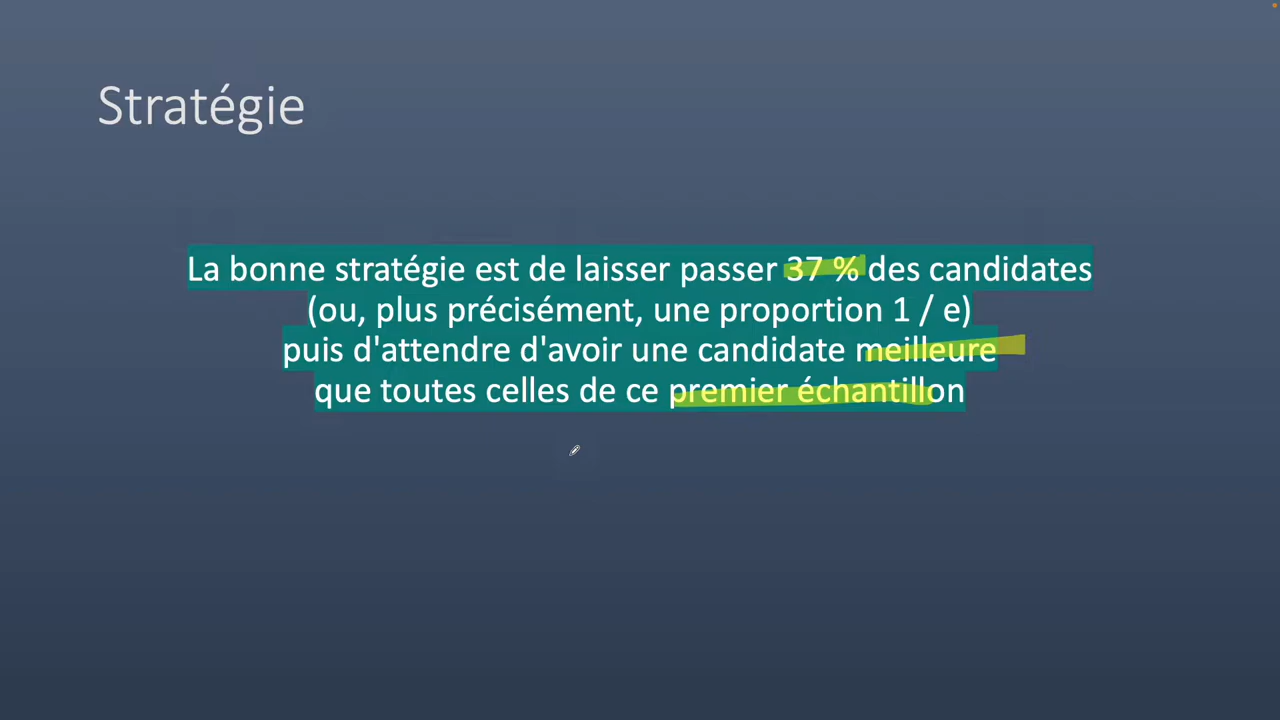 Stratégie
La bonne stratégie est de laisser passer 37 % des candidates
(ou, plus précisément, une proportion 1 / e)
puis d'attendre d'avoir une candidate meilleure
que toutes celles de ce premier échantillon